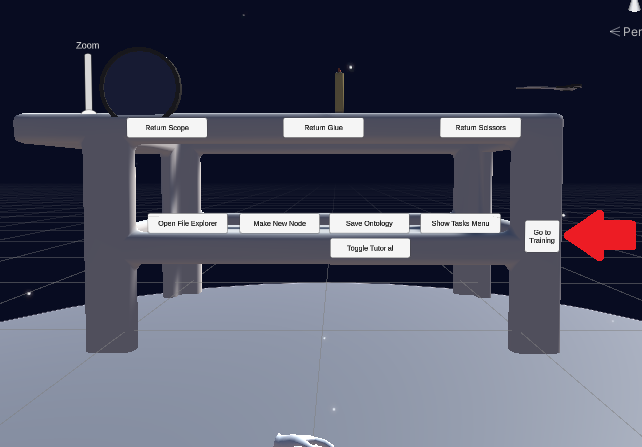 Zoom
< Per
Return Scope
Return Glue
Return Scissors
Open File Explorer
Make New Node
Save Ontology
Show Tasks Menu
Go to
Training
Toggle Tutorial